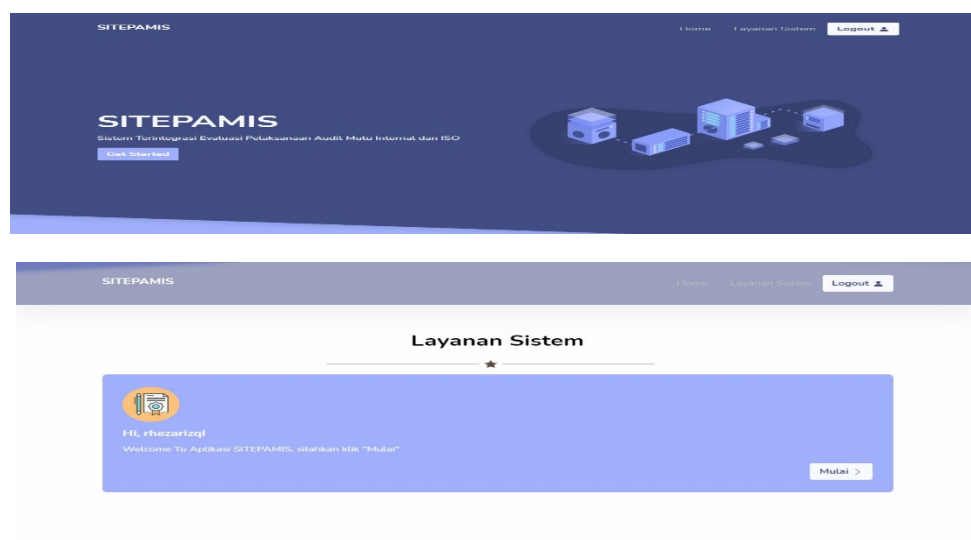 SITEPAMIS
Home Layanan Sistem Logout
SITEPAMIS
Sistem Terintegrasi Evaluasi Pelaksanaan Audit Mutu Internal dan ISO
Get Started
SITEPAMIS
Home Layanan Sistem Logout
Layanan Sistem
Hi, rhezarizqi
Welcome To Aplikasi SITEPAMIS, silahkan klik "Mulai"
Mulai >